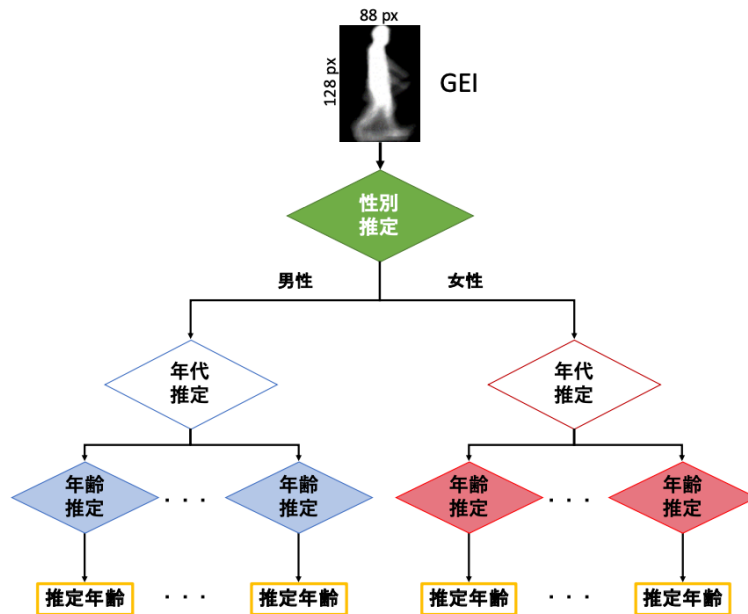 88 px
128 px
GEI
性別
推定
男性
女性
年代
推定
年代
推定
年齢
推定
・・・
年齢
推定
年齢
推定
・・・
年齢
推定
推定年齢
・・・
推定年齢
推定年齢
・・・
推定年齢